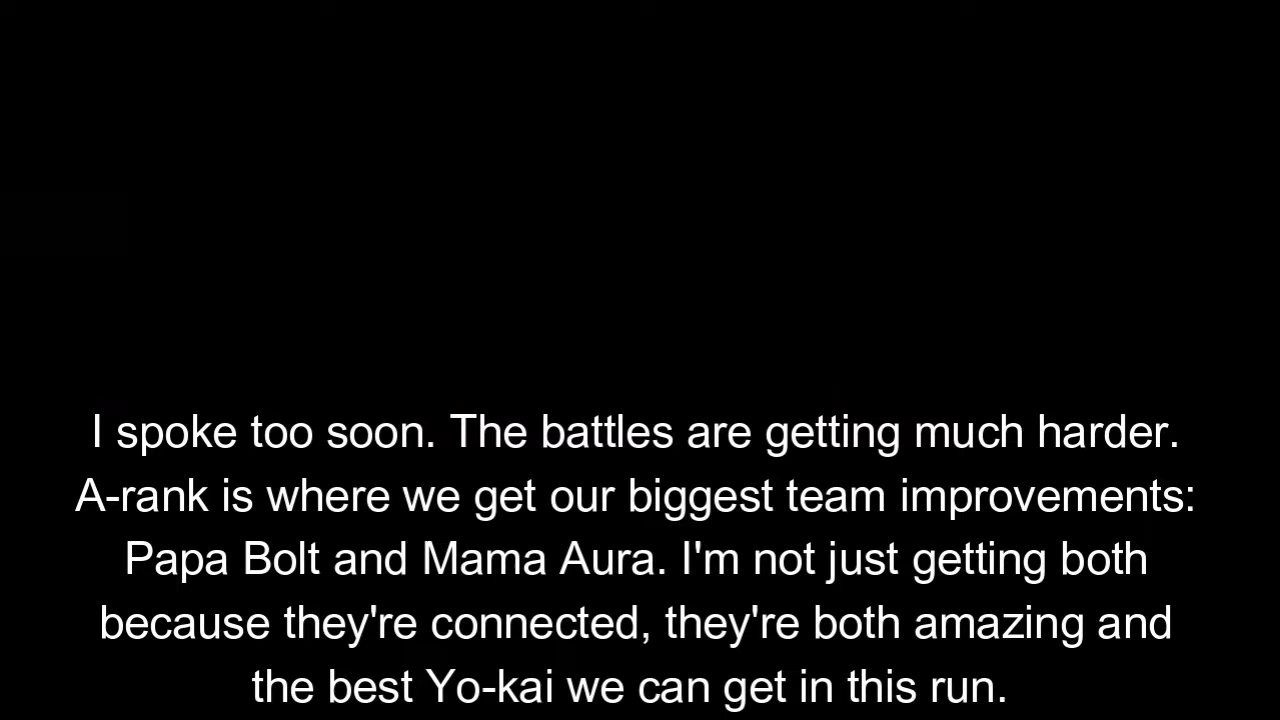 I spoke too soon. The battles are getting much harder.
A-rank is where we get our biggest team improvements:
Papa Bolt and Mama Aura. I'm not just getting both
because they're connected, they're both amazing and
the best Yo-kai we can get in this run.